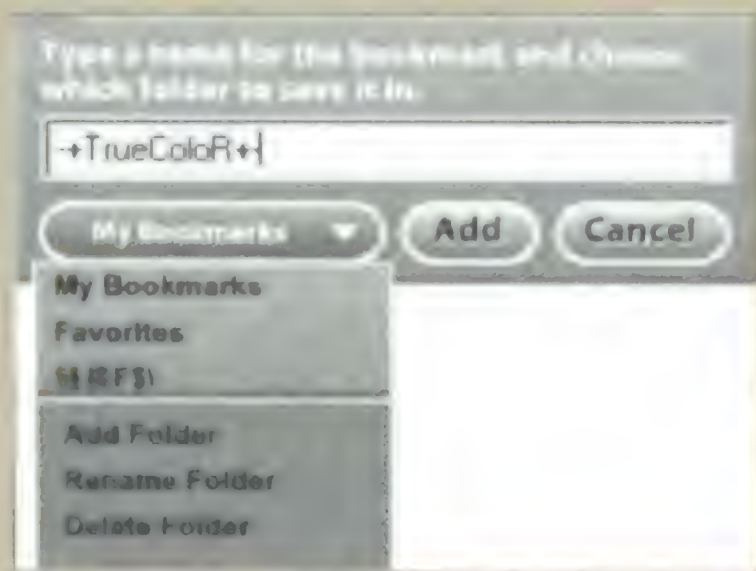 Type a name for the bookmark and choose
which folder to save it in.
-+TrueColoR+-
My Bookmarks
Add
Cancel
My Bookmarks
Favorites
Add Folder
Rename Folder
Delete Folder